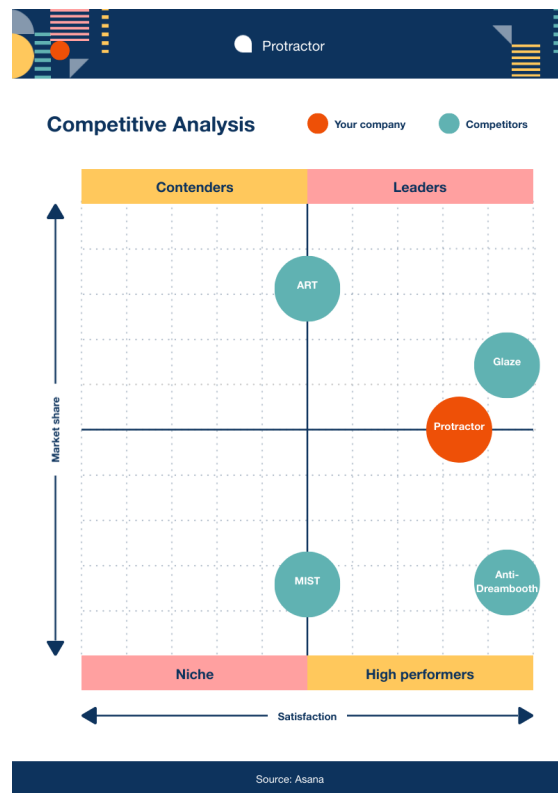 Protractor
Competitive Analysis
Your company
Competitors
Contenders
Leaders
ART
Glaze
Protractor
Market share
MIST
Anti-
Dreambooth
Niche
High performers
Satisfaction
Source: Asana